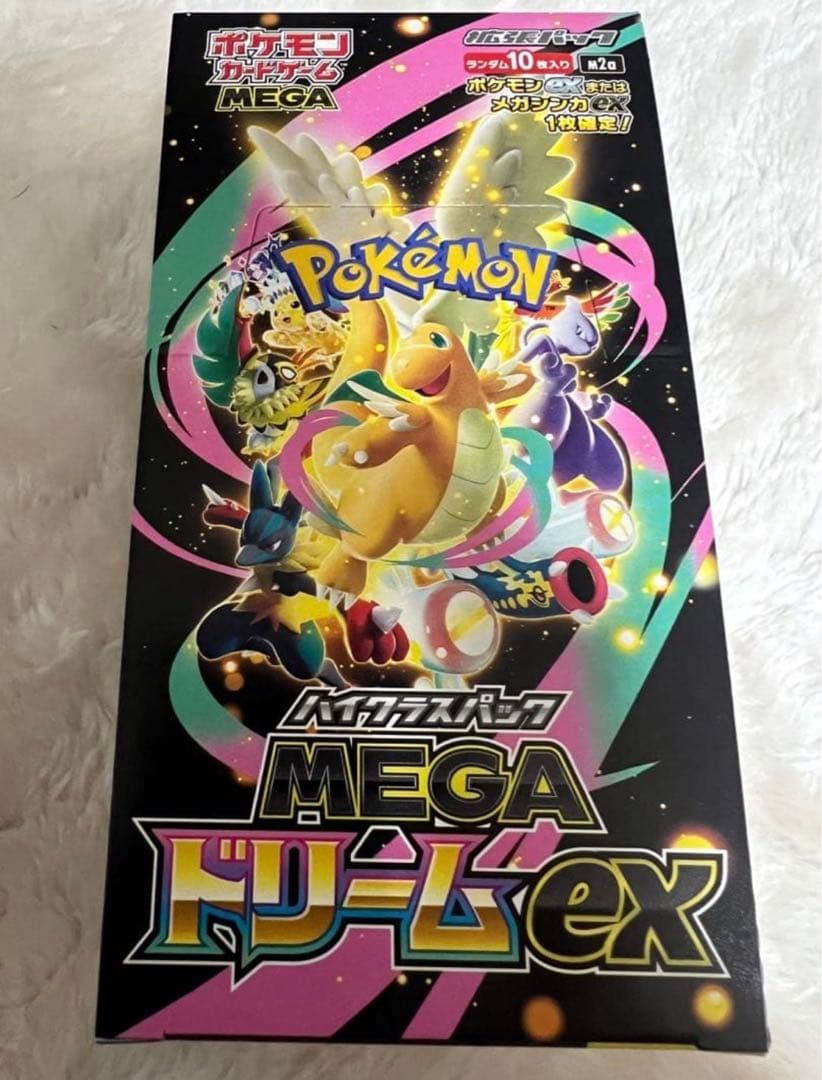 ポケモン
カードゲーム
MEGA
拡張パック
ランダム10枚入り M2a
ポケモンexまたは
メガシンカex
1枚確定!
POKéMON
TM
ハイクラスパック
MEGA
ドリームex